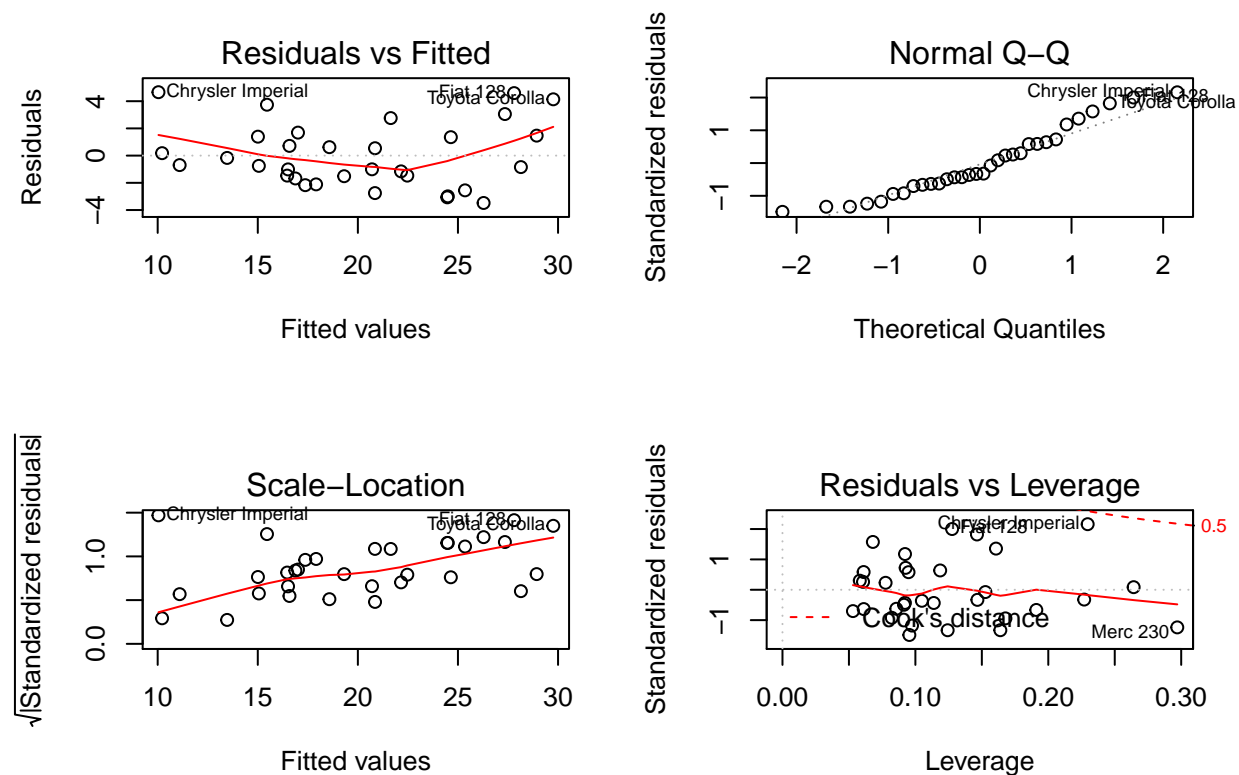 Residuals vs Fitted
Residuals
4
0
−4
Chrysler Imperial
Fiat 128
Toyota Corolla
10 15 20 25 30
Fitted values
Normal Q−Q
Standardized residuals
1
−1
Chrysler Imperial
Fiat 128
Toyota Corolla
−2 −1 0 1 2
Theoretical Quantiles
Scale−Location
√|Standardized residuals|
1.0
0.0
Chrysler Imperial
Fiat 128
Toyota Corolla
10 15 20 25 30
Fitted values
Residuals vs Leverage
Standardized residuals
1
−1
Chrysler Imperial
Fiat 128
0.5
Cook's distance
Merc 230
0.00 0.10 0.20 0.30
Leverage